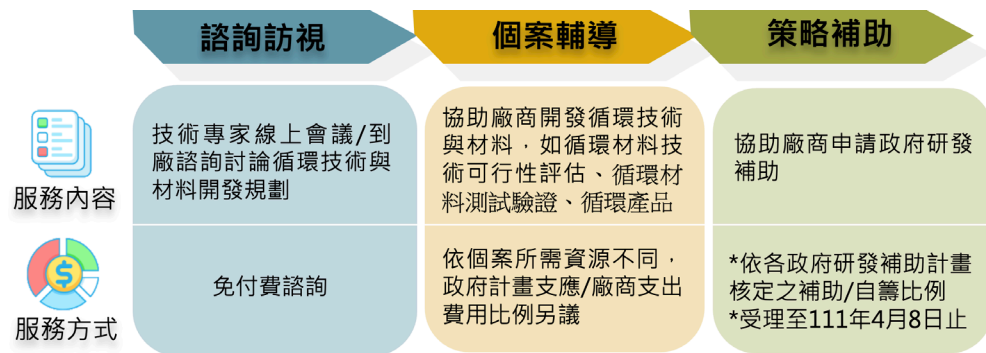 諮詢訪視
個案輔導
策略補助
服務內容
技術專家線上會議/到
廠諮詢討論循環技術與
材料開發規劃
協助廠商開發循環技術
與材料，如循環材料技
術可行性評估、循環材
料測試驗證、循環產品
協助廠商申請政府研發
補助
服務方式
免付費諮詢
依個案所需資源不同，
政府計畫支應/廠商支出
費用比例另議
*依各政府研發補助計畫
核定之補助/自籌比例
*受理至111年4月8日止